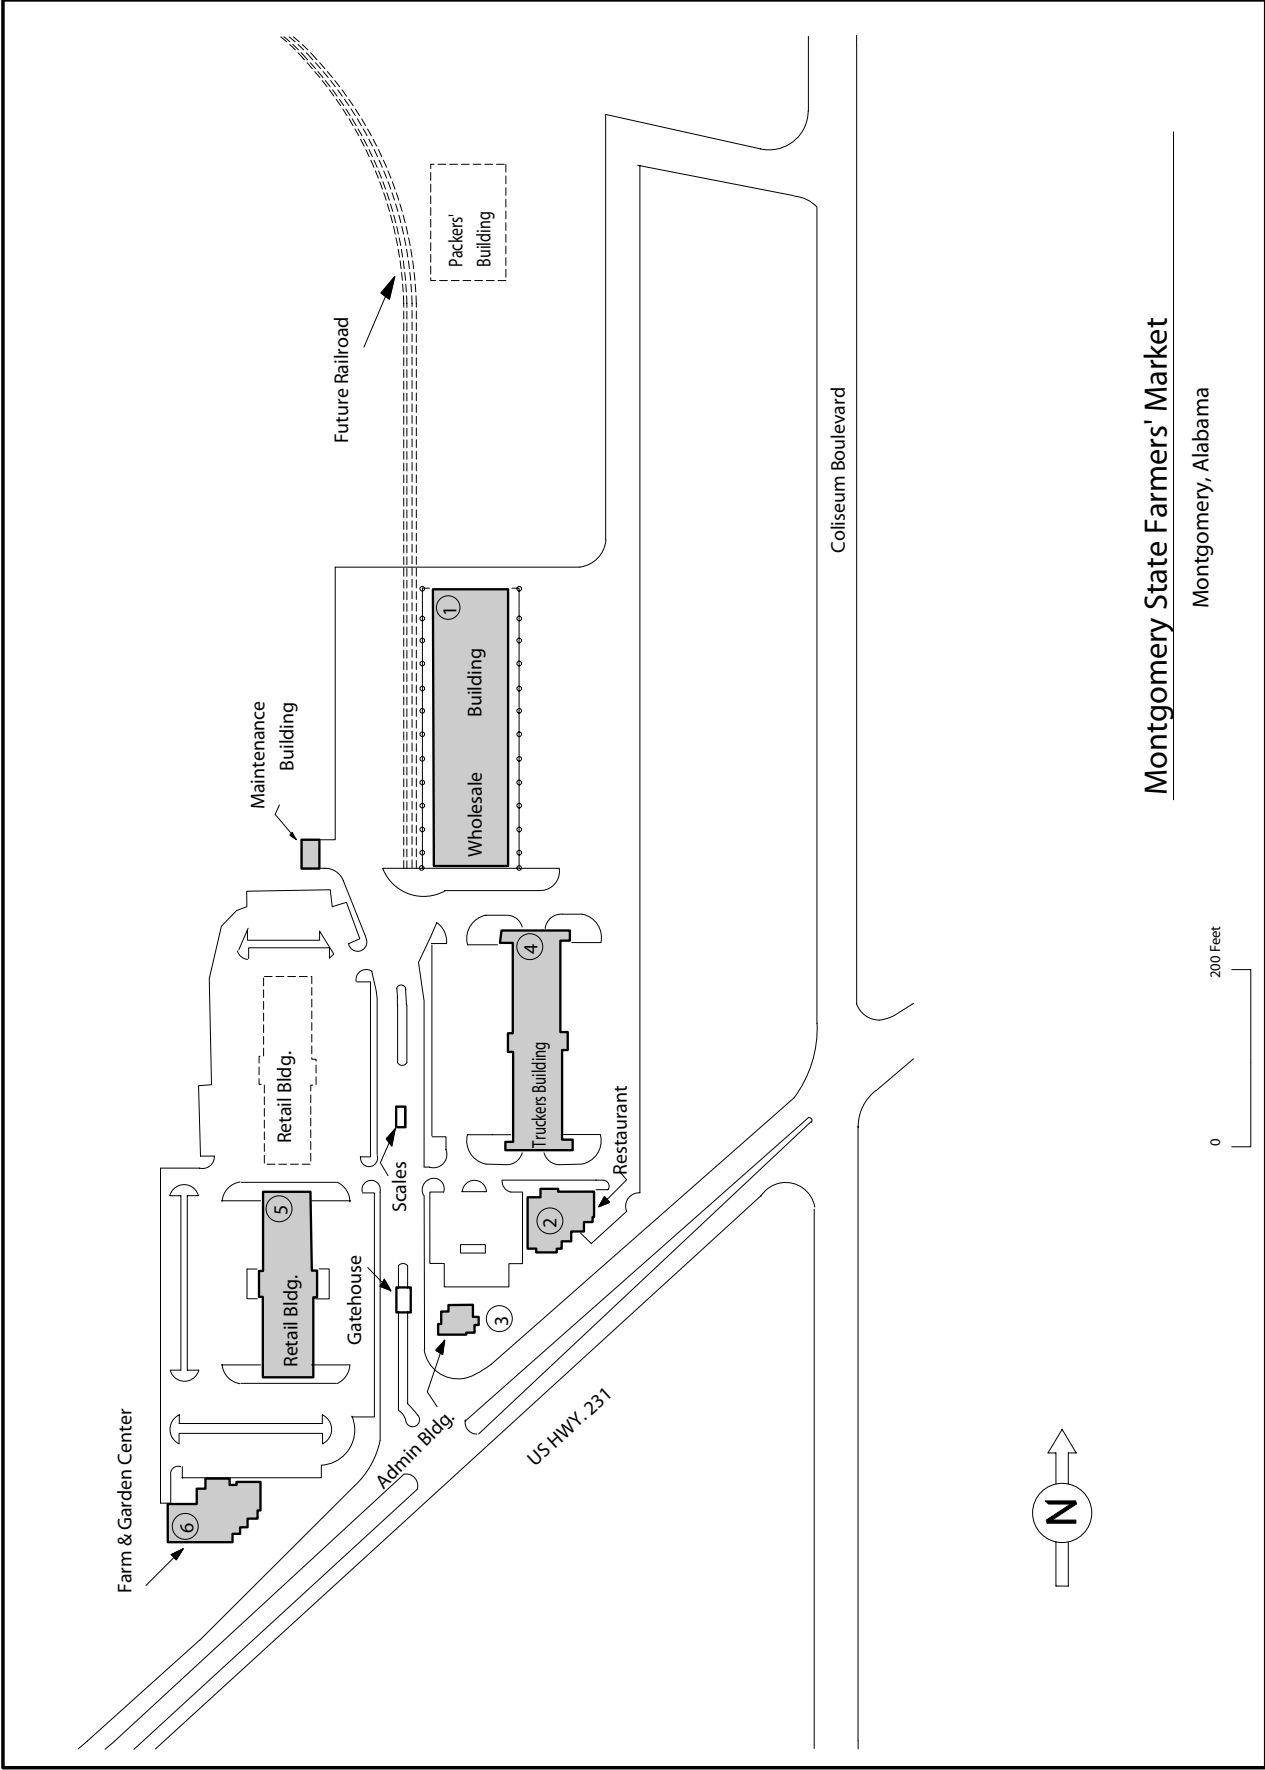 Farm & Garden Center
6
Retail Bldg.
5
Retail Bldg.
Maintenance
Building
Future Railroad
Gatehouse
Scales
Packers'
Building
Admin Bldg.
3
2
Restaurant
Truckers Building
4
Wholesale Building
1
US HWY. 231
Coliseum Boulevard
N
0
200 Feet
Montgomery State Farmers' Market
Montgomery, Alabama